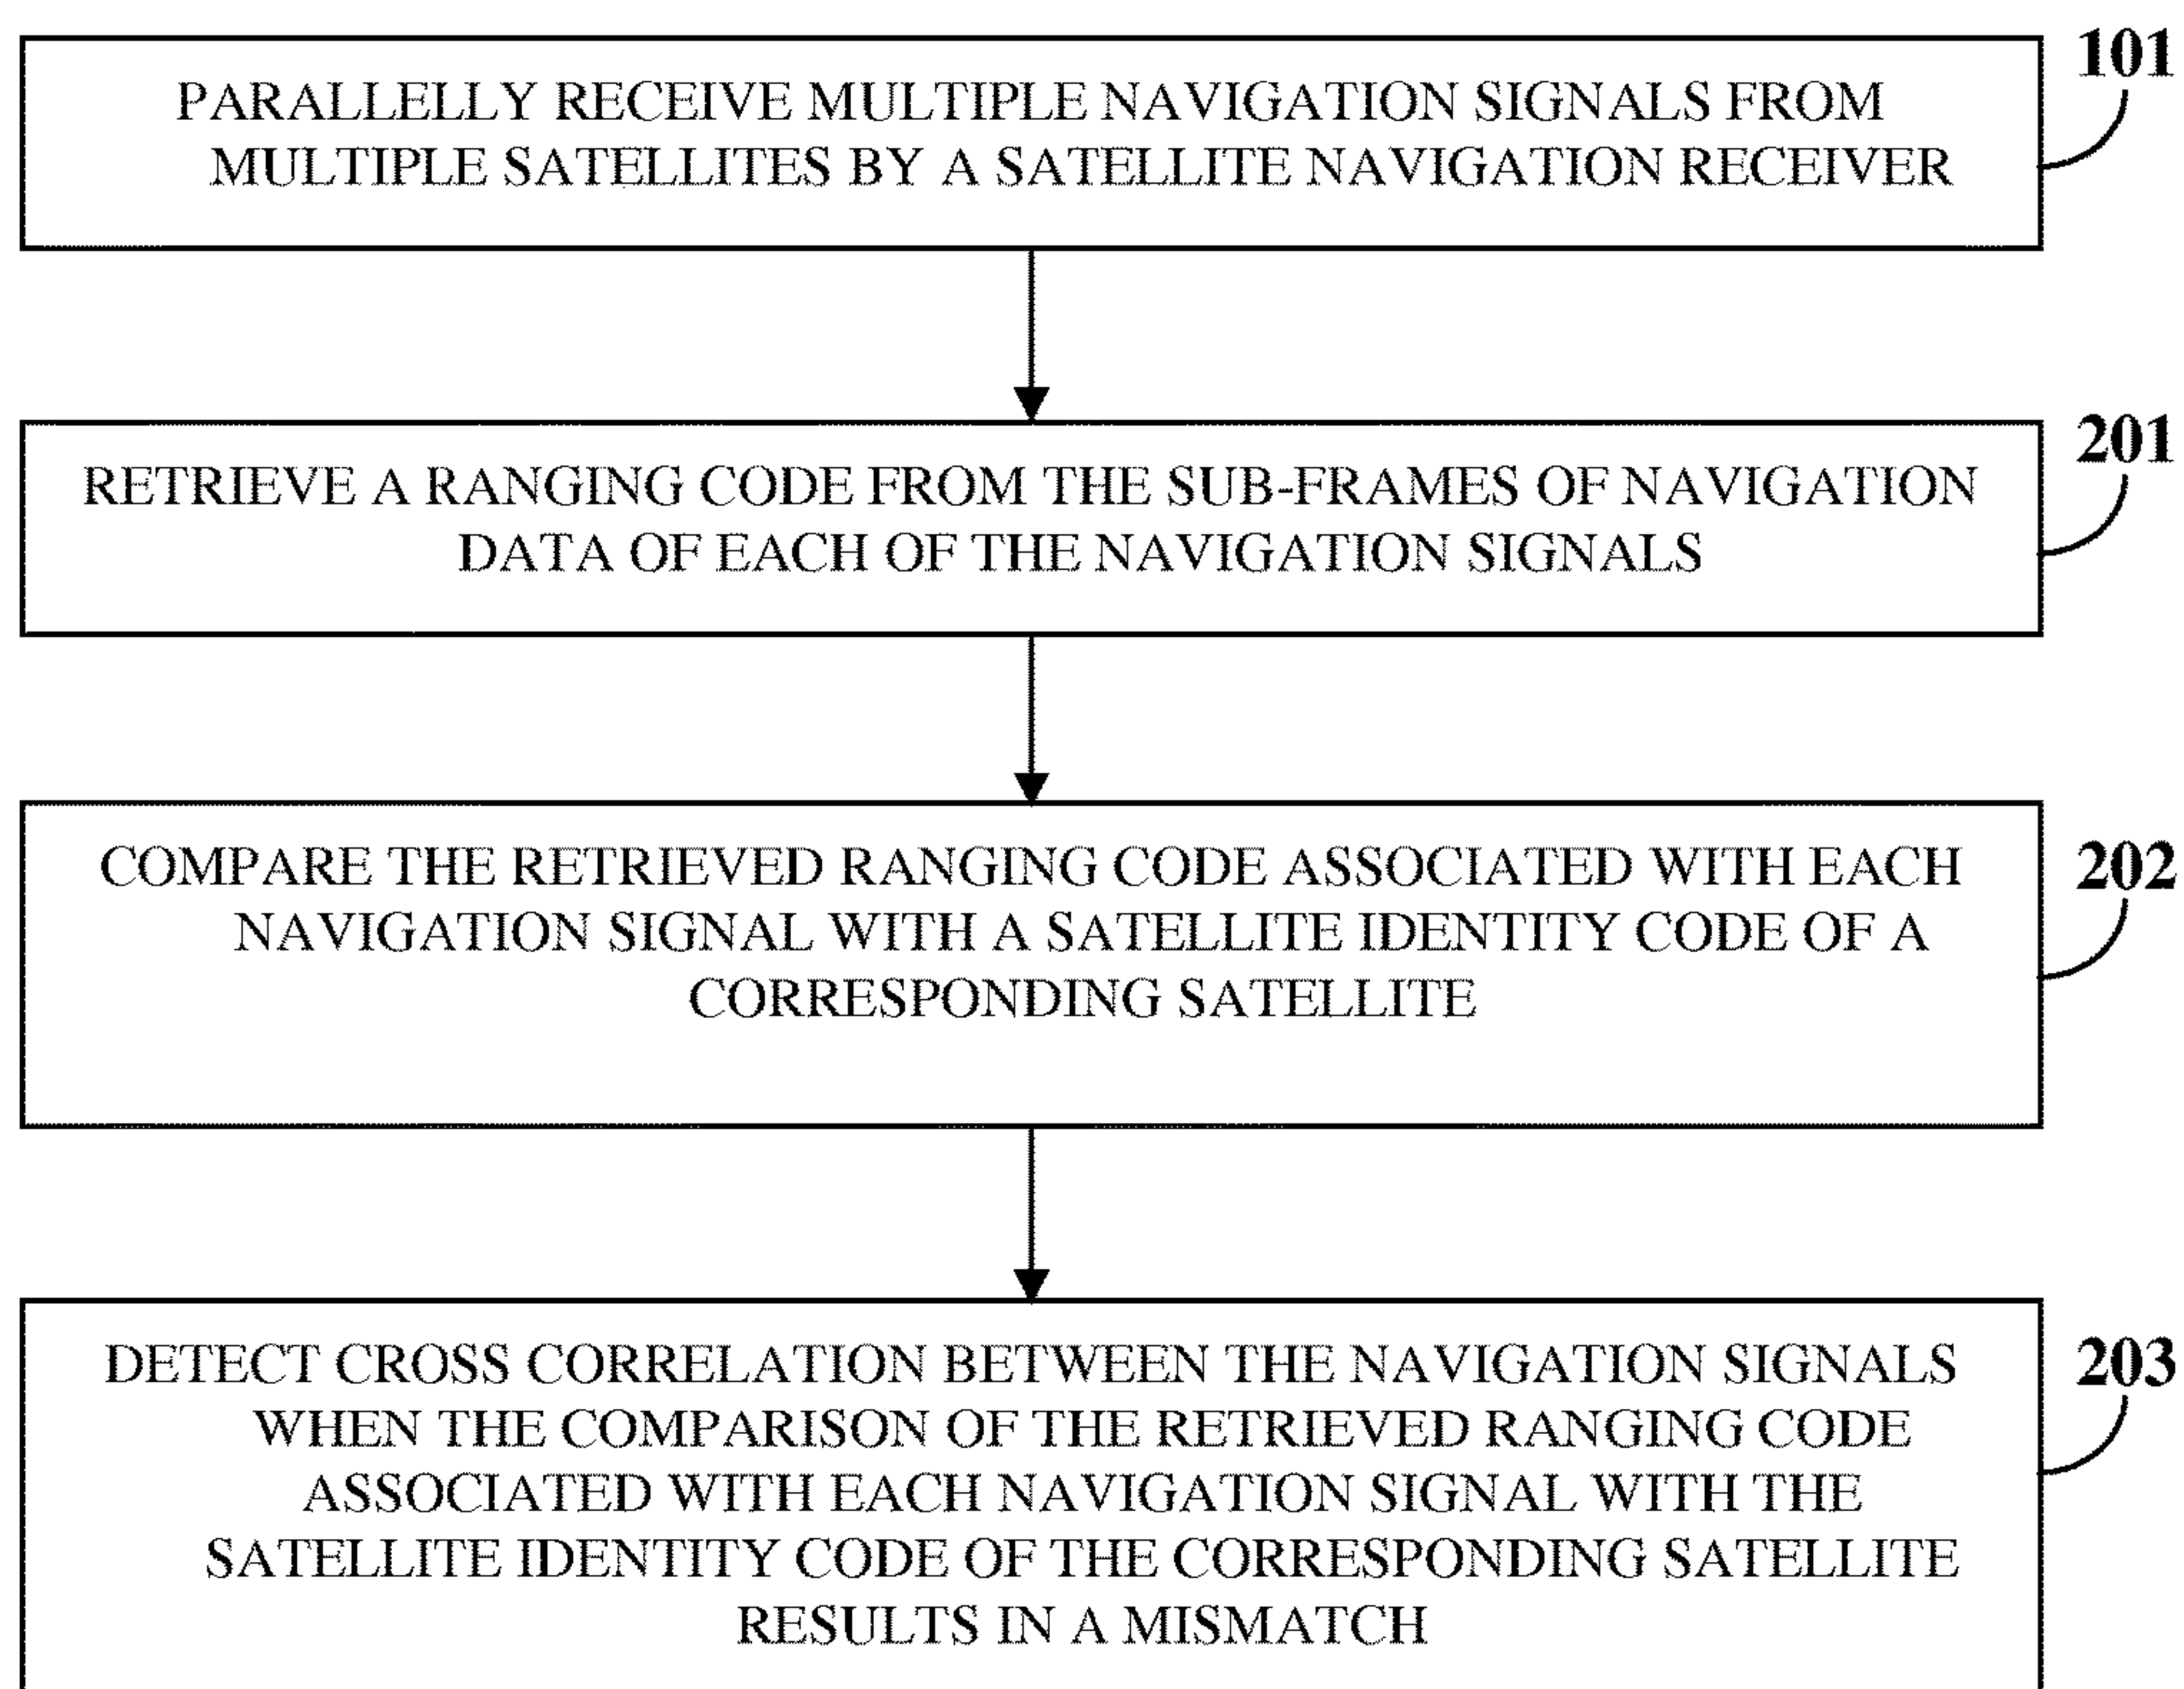 101
PARALLELLY RECEIVE MULTIPLE NAVIGATION SIGNALS FROM
MULTIPLE SATELLITES BY A SATELLITE NAVIGATION RECEIVER
201
RETRIEVE A RANGING CODE FROM THE SUB-FRAMES OF NAVIGATION
DATA OF EACH OF THE NAVIGATION SIGNALS
202
COMPARE THE RETRIEVED RANGING CODE ASSOCIATED WITH EACH
NAVIGATION SIGNAL WITH A SATELLITE IDENTITY CODE OF A
CORRESPONDING SATELLITE
203
DETECT CROSS CORRELATION BETWEEN THE NAVIGATION SIGNALS
WHEN THE COMPARISON OF THE RETRIEVED RANGING CODE
ASSOCIATED WITH EACH NAVIGATION SIGNAL WITH THE
SATELLITE IDENTITY CODE OF THE CORRESPONDING SATELLITE
RESULTS IN A MISMATCH